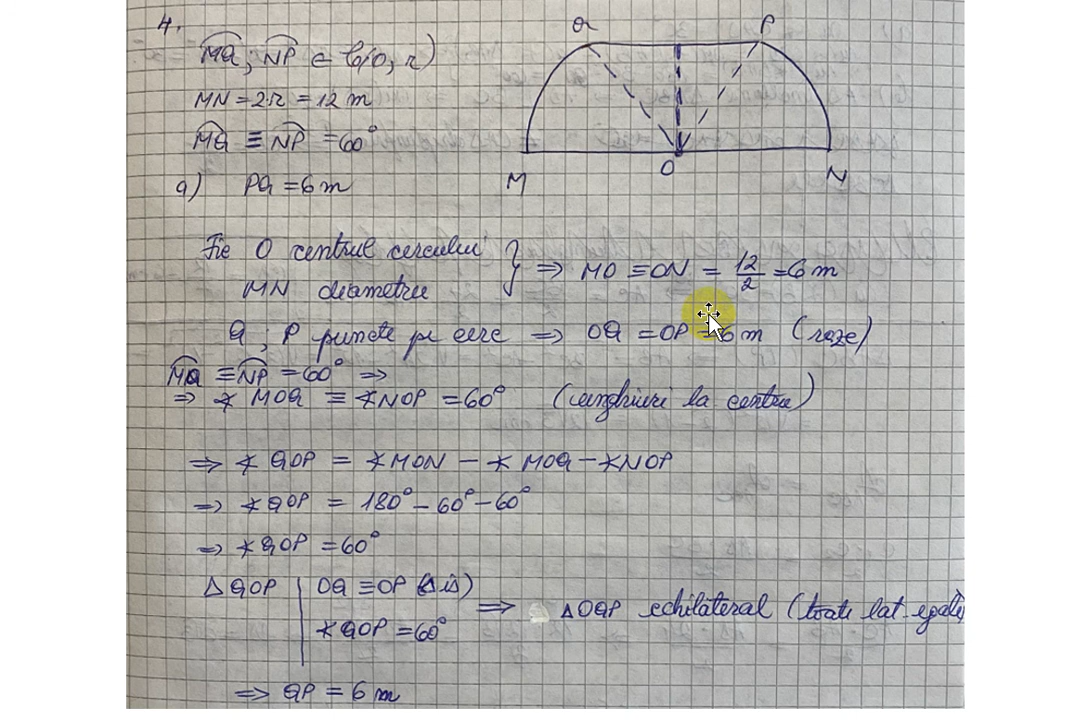 4.
Q P
M O N
MQ, NP ∈ C(O, r)
MN = 2r = 12 m
MQ ≡ NP = 60°
a) PQ = 6 m
Fie O centrul cercului
MN diametru } ⇒ MO ≡ ON = 12/2 = 6 m
Q, P puncte pe cerc ⇒ OQ = OP = 6 m (raze)
MQ ≡ NP = 60° ⇒
⇒ ∢ MOQ ≡ ∢ NOP = 60° (unghiuri la centru)
⇒ ∢ QOP = ∢ MON − ∢ MOQ − ∢ NOP
⇒ ∢ QOP = 180° − 60° − 60°
⇒ ∢ QOP = 60°
Δ QOP | OQ ≡ OP (Δ is)
∢ QOP = 60° ⇒ Δ OQP echilateral (toate lat. egale
⇒ QP = 6 m